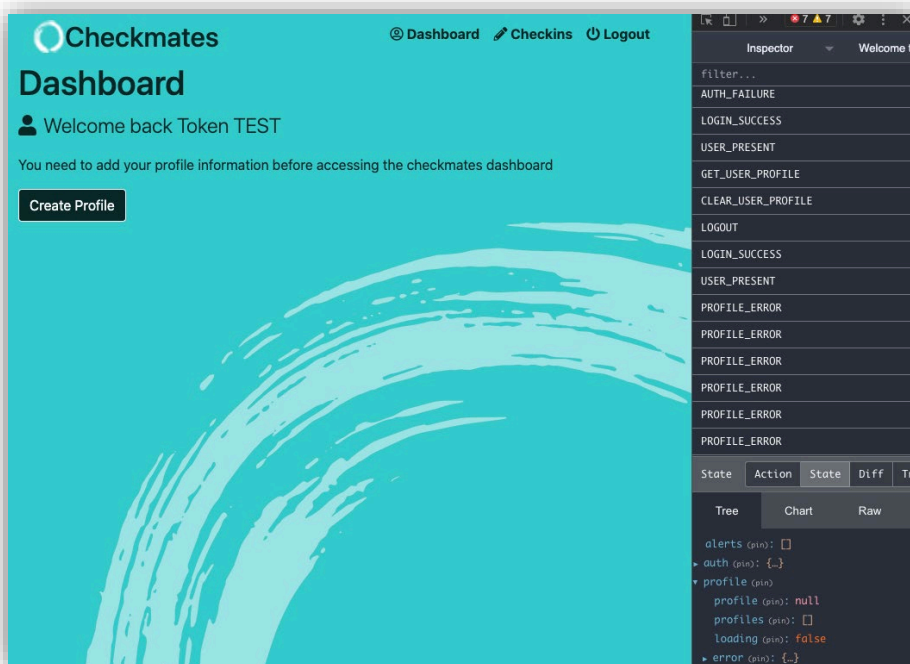 Checkmates
Dashboard Checkins Logout
Dashboard
Welcome back Token TEST
You need to add your profile information before accessing the checkmates dashboard
Create Profile
» 7 7
Inspector Welcome
filter...
AUTH_FAILURE
LOGIN_SUCCESS
USER_PRESENT
GET_USER_PROFILE
CLEAR_USER_PROFILE
LOGOUT
LOGIN_SUCCESS
USER_PRESENT
PROFILE_ERROR
PROFILE_ERROR
PROFILE_ERROR
PROFILE_ERROR
PROFILE_ERROR
PROFILE_ERROR
State Action State Diff
Tree Chart Raw
alerts (pin): []
auth (pin): {…}
profile (pin)
profile (pin): null
profiles (pin): []
loading (pin): false
error (pin): {…}